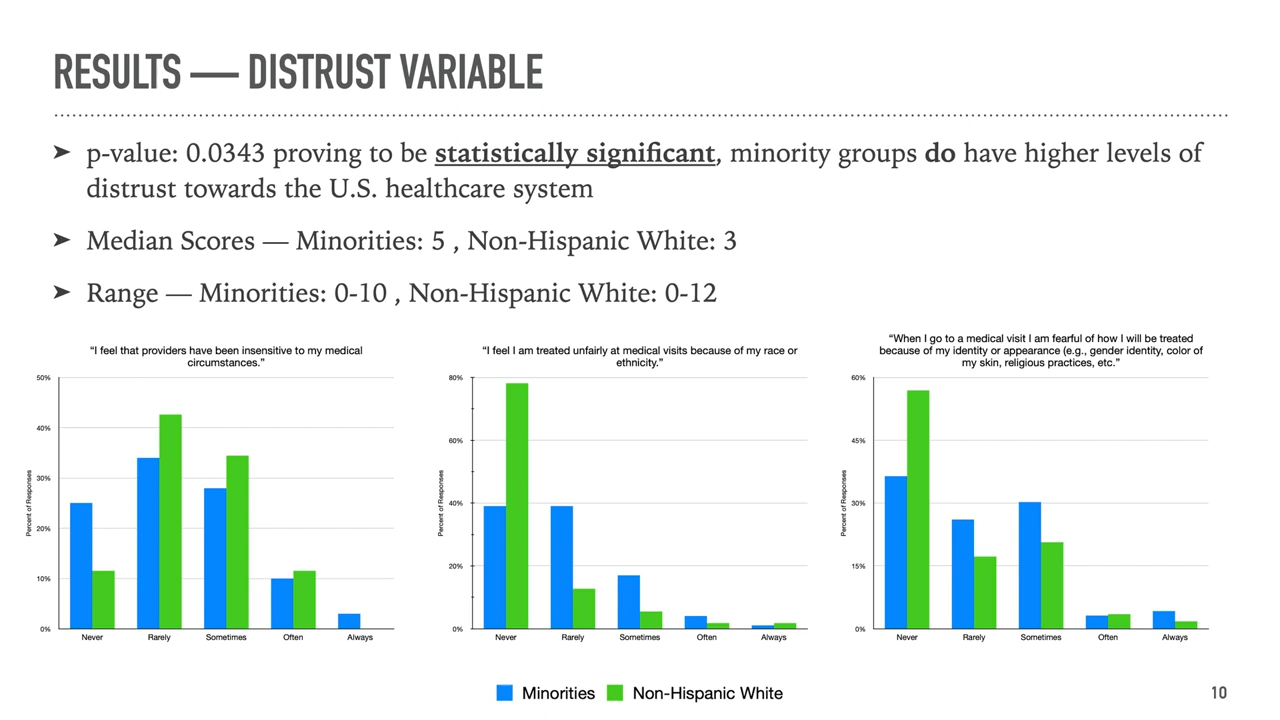 RESULTS — DISTRUST VARIABLE
➤ p-value: 0.0343 proving to be statistically significant, minority groups do have higher levels of
distrust towards the U.S. healthcare system
➤ Median Scores — Minorities: 5 , Non-Hispanic White: 3
➤ Range — Minorities: 0-10 , Non-Hispanic White: 0-12
“I feel that providers have been insensitive to my medical
circumstances.”
50%
40%
30%
20%
10%
0%
Percent of Responses
Never Rarely Sometimes Often Always
“I feel I am treated unfairly at medical visits because of my race or
ethnicity.”
80%
60%
40%
20%
0%
Percent of Responses
Never Rarely Sometimes Often Always
“When I go to a medical visit I am fearful of how I will be treated
because of my identity or appearance (e.g., gender identity, color of
my skin, religious practices, etc.”
60%
45%
30%
15%
0%
Percent of Responses
Never Rarely Sometimes Often Always
Minorities Non-Hispanic White
10